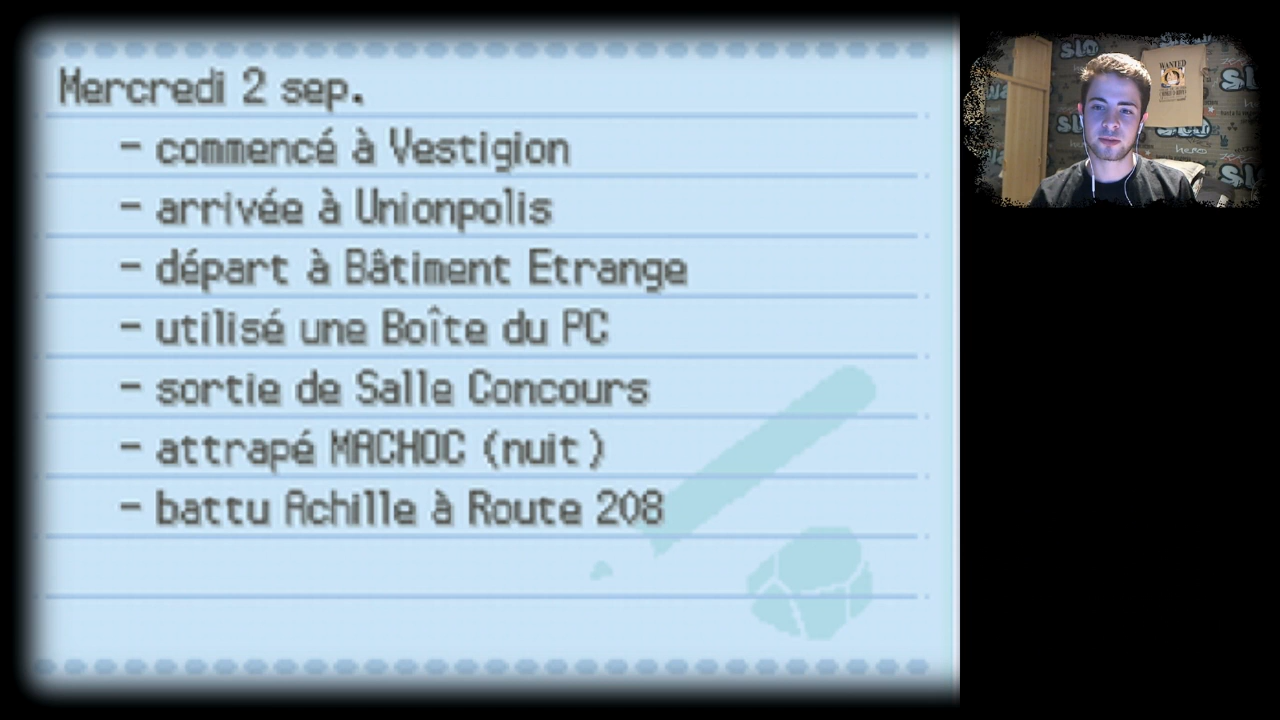 Mercredi 2 sep.
- commencé à Vestigion
- arrivée à Unionpolis
- départ à Bâtiment Etrange
- utilisé une Boîte du PC
- sortie de Salle Concours
- attrapé MACHOC (nuit)
- battu Achille à Route 208
WANTED